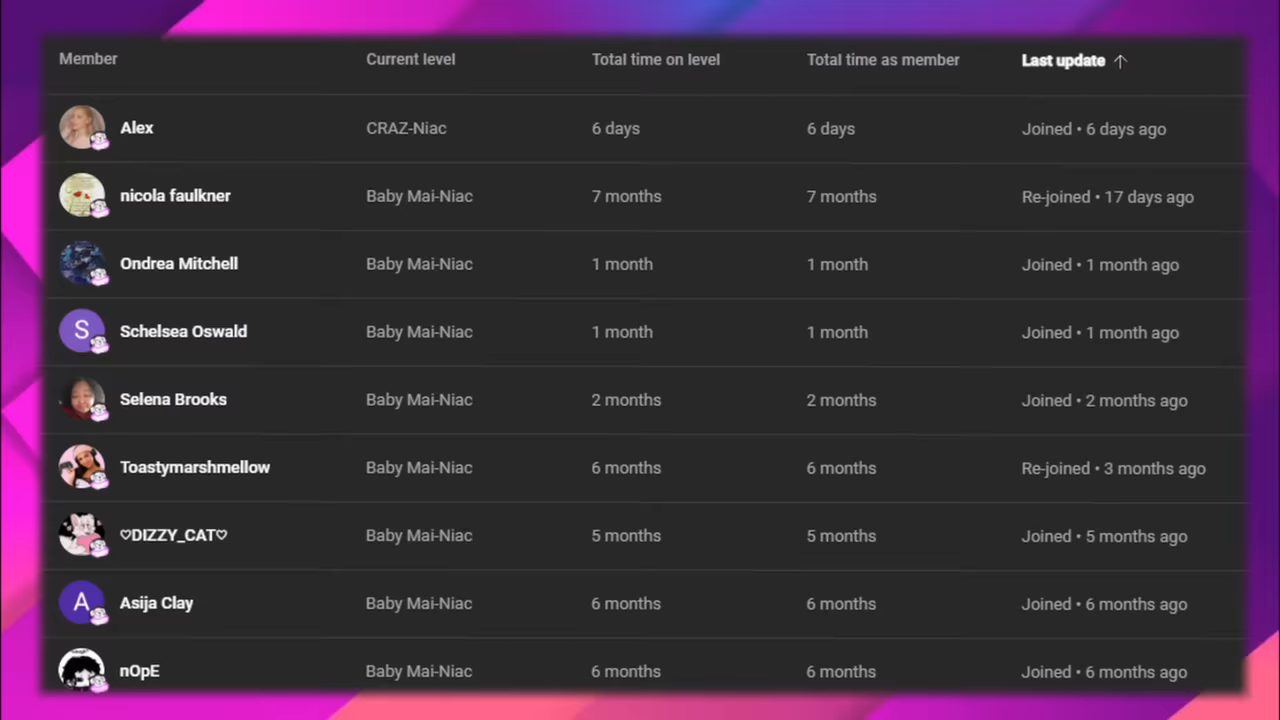 Member Current level Total time on level Total time as member Last update ↑
Alex CRAZ-Niac 6 days 6 days Joined • 6 days ago
nicola faulkner Baby Mai-Niac 7 months 7 months Re-joined • 17 days ago
Ondrea Mitchell Baby Mai-Niac 1 month 1 month Joined • 1 month ago
S Schelsea Oswald Baby Mai-Niac 1 month 1 month Joined • 1 month ago
Selena Brooks Baby Mai-Niac 2 months 2 months Joined • 2 months ago
Toastymarshmellow Baby Mai-Niac 6 months 6 months Re-joined • 3 months ago
♡DIZZY_CAT♡ Baby Mai-Niac 5 months 5 months Joined • 5 months ago
A Asija Clay Baby Mai-Niac 6 months 6 months Joined • 6 months ago
nOpE Baby Mai-Niac 6 months 6 months Joined • 6 months ago